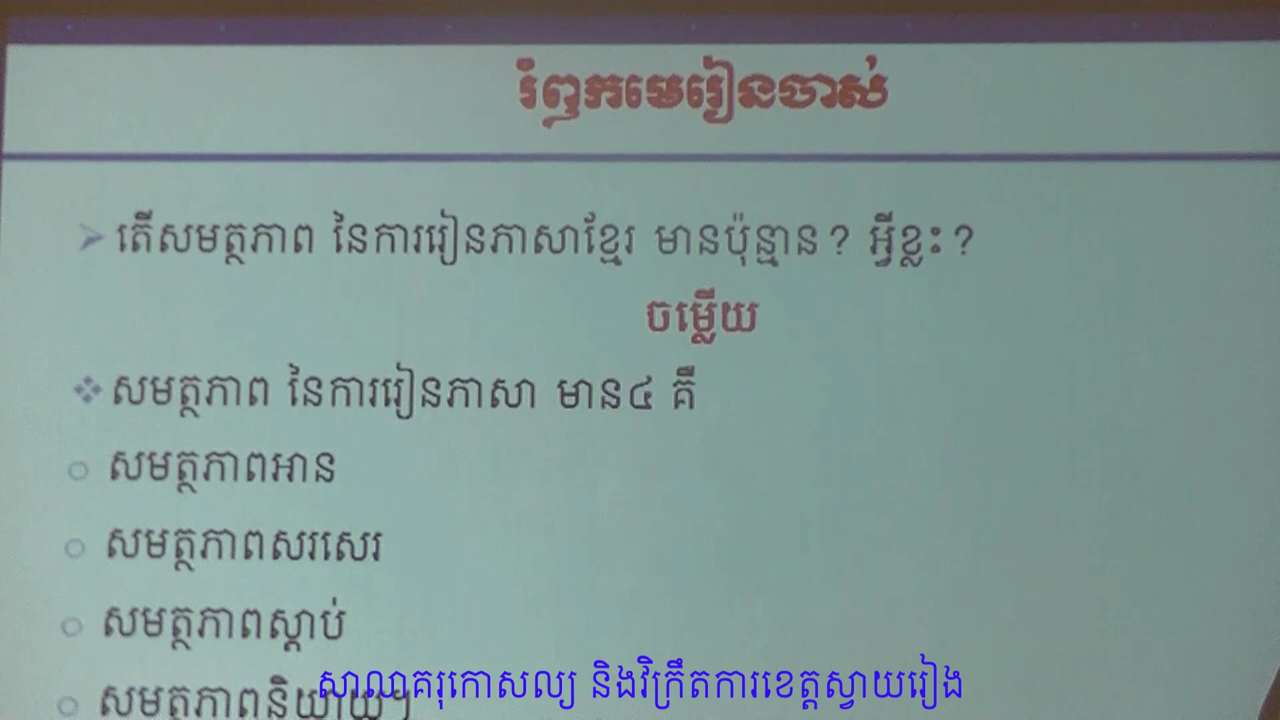 រំឭកមេរៀនចាស់
តើសមត្ថភាព នៃការរៀនភាសាខ្មែរ មានប៉ុន្មាន? អ្វីខ្លះ?
ចម្លើយ
សមត្ថភាព នៃការរៀនភាសា មាន៤ គឺ
សមត្ថភាពអាន
សមត្ថភាពសរសេរ
សមត្ថភាពស្តាប់
សមត្ថភាពនិយាយ។
សាលាគរុកោសល្យ និងវិក្រឹតការខេត្តស្វាយរៀង